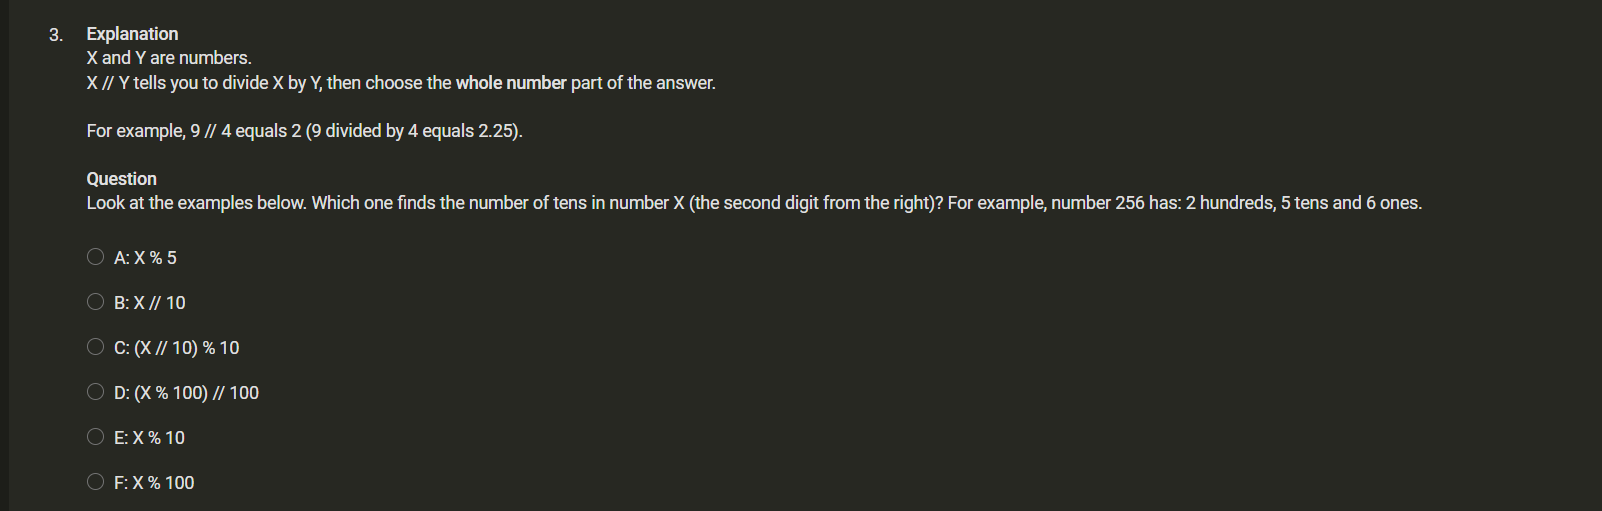 3. Explanation
X and Y are numbers.
X // Y tells you to divide X by Y, then choose the whole number part of the answer.
For example, 9 // 4 equals 2 (9 divided by 4 equals 2.25).
Question
Look at the examples below. Which one finds the number of tens in number X (the second digit from the right)? For example, number 256 has: 2 hundreds, 5 tens and 6 ones.
A: X % 5
B: X // 10
C: (X // 10) % 10
D: (X % 100) // 100
E: X % 10
F: X % 100